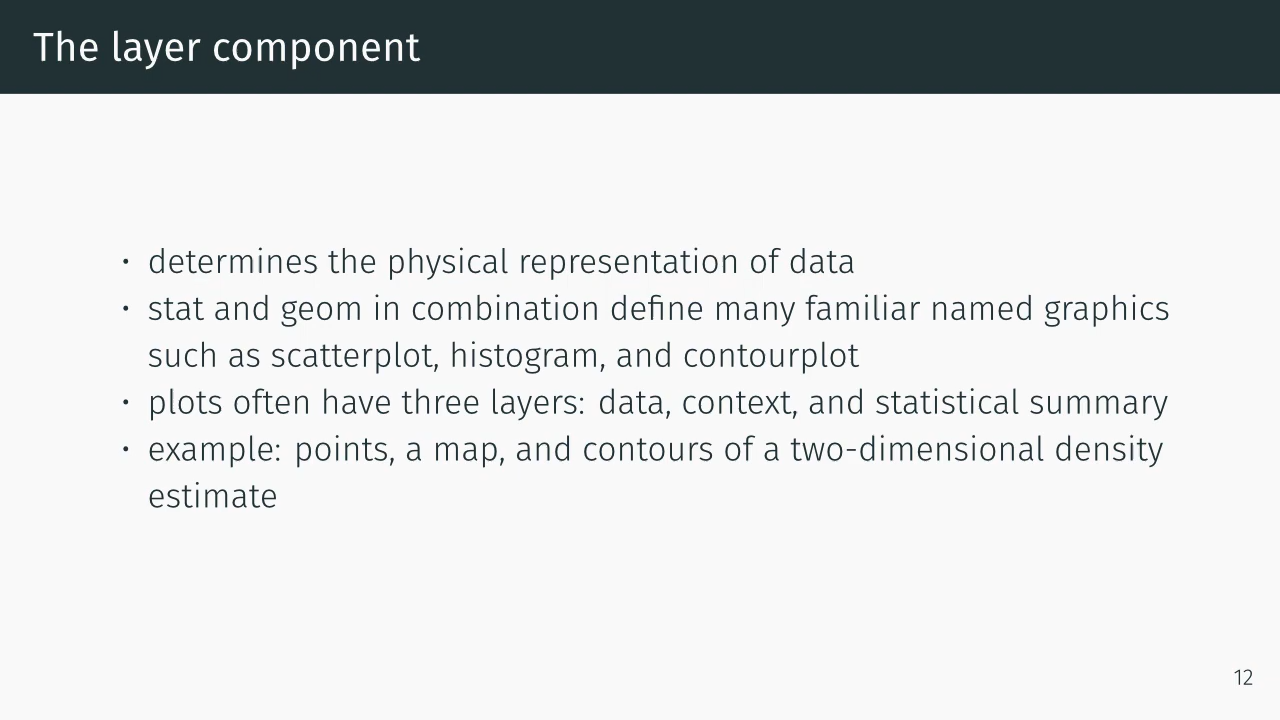 The layer component
• determines the physical representation of data
• stat and geom in combination define many familiar named graphics
such as scatterplot, histogram, and contourplot
• plots often have three layers: data, context, and statistical summary
• example: points, a map, and contours of a two-dimensional density
estimate
12